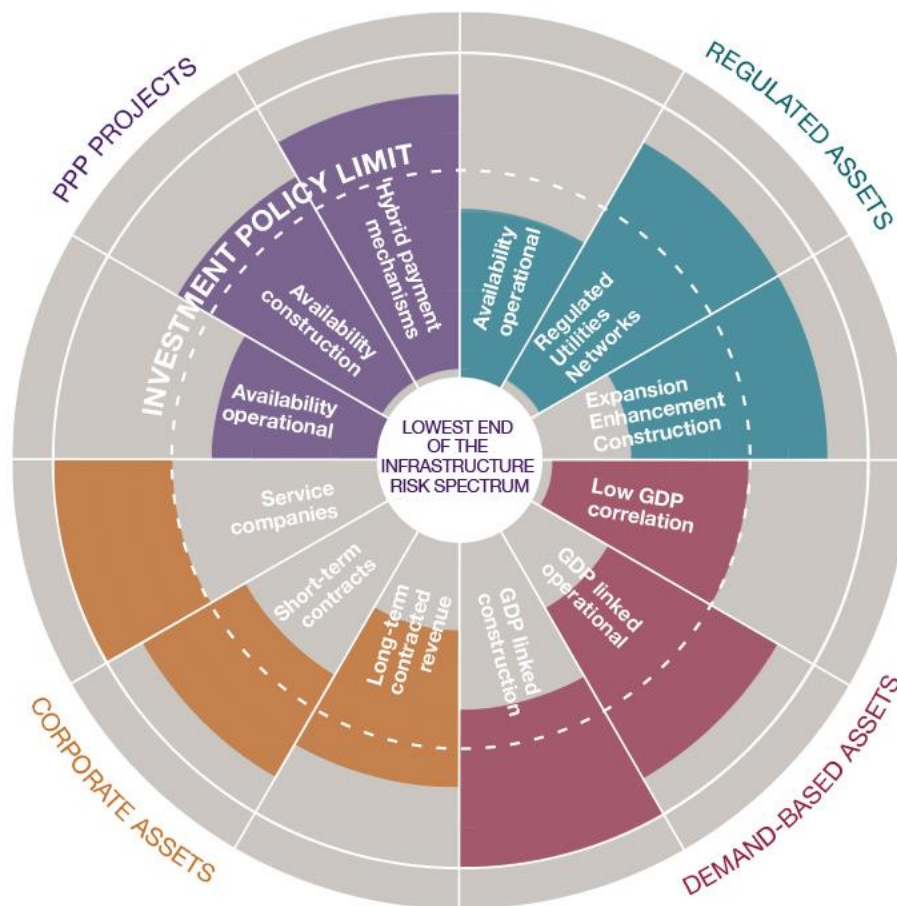 PPP PROJECTS
REGULATED ASSETS
INVESTMENT POLICY LIMIT
Hybrid payment
mechanisms
Availability
construction
Availability
operational
Availability
operational
Regulated
Utilities
Networks
Expansion
Enhancement
Construction
LOWEST END
OF THE
INFRASTRUCTURE
RISK SPECTRUM
Service
companies
Short-term
contracts
Long-term
contracted
revenue
GDP linked
construction
GDP linked
operational
Low GDP
correlation
CORPORATE ASSETS
DEMAND-BASED ASSETS